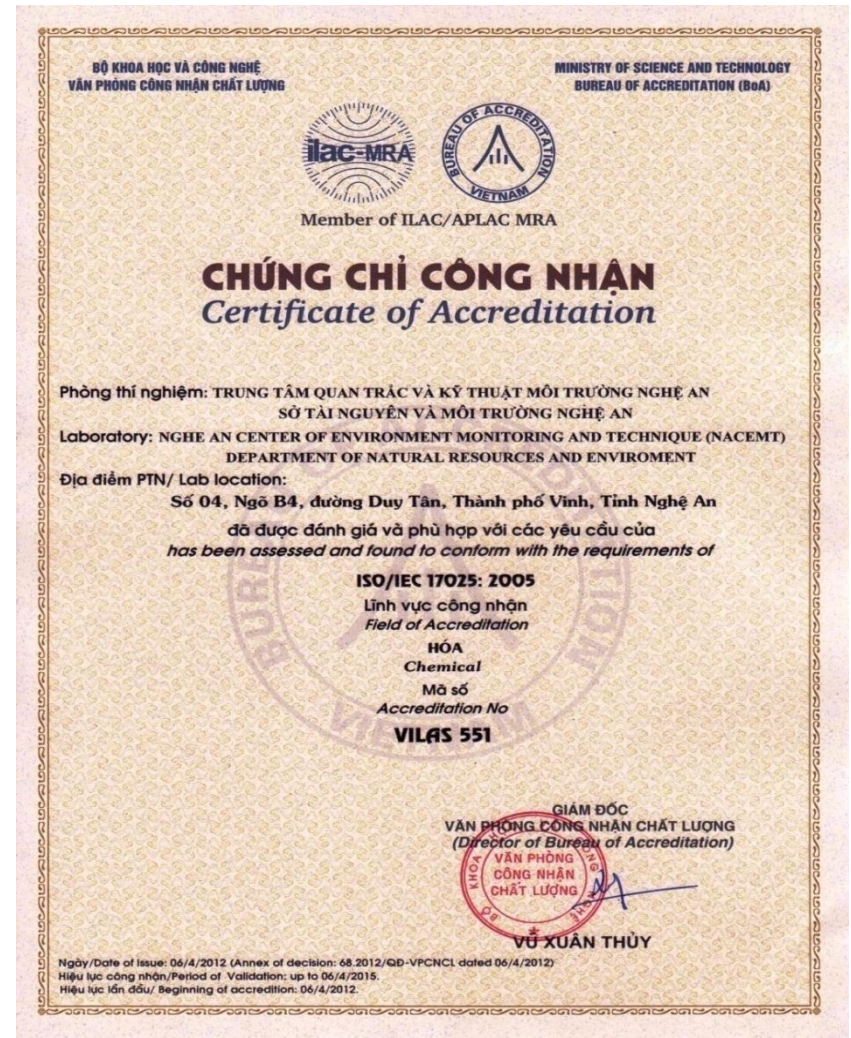 BỘ KHOA HỌC VÀ CÔNG NGHỆ
VĂN PHÒNG CÔNG NHẬN CHẤT LƯỢNG
MINISTRY OF SCIENCE AND TECHNOLOGY
BUREAU OF ACCREDITATION (BoA)
ilac-MRA
BUREAU OF ACCREDITATION
VIETNAM
Member of ILAC/APLAC MRA
CHỨNG CHỈ CÔNG NHẬN
Certificate of Accreditation
Phòng thí nghiệm: TRUNG TÂM QUAN TRẮC VÀ KỸ THUẬT MÔI TRƯỜNG NGHỆ AN
SỞ TÀI NGUYÊN VÀ MÔI TRƯỜNG NGHỆ AN
Laboratory: NGHE AN CENTER OF ENVIRONMENT MONITORING AND TECHNIQUE (NACEMT)
DEPARTMENT OF NATURAL RESOURCES AND ENVIROMENT
Địa điểm PTN/ Lab location:
Số 04, Ngõ B4, đường Duy Tân, Thành phố Vinh, Tỉnh Nghệ An
đã được đánh giá và phù hợp với các yêu cầu của
has been assessed and found to conform with the requirements of
ISO/IEC 17025: 2005
Lĩnh vực công nhận
Field of Accreditation
HÓA
Chemical
Mã số
Accreditation No
VILAS 551
BUREAU OF ACCREDITATION
VIETNAM
GIÁM ĐỐC
VĂN PHÒNG CÔNG NHẬN CHẤT LƯỢNG
(Director of Bureau of Accreditation)
BỘ KHOA HỌC VÀ CÔNG NGHỆ
VĂN PHÒNG
CÔNG NHẬN
CHẤT LƯỢNG
VŨ XUÂN THỦY
Ngày/Date of Issue: 06/4/2012 (Annex of decision: 68.2012/QĐ-VPCNCL dated 06/4/2012)
Hiệu lực công nhận/Period of Validation: up to 06/4/2015.
Hiệu lực lần đầu/ Beginning of accredition: 06/4/2012.